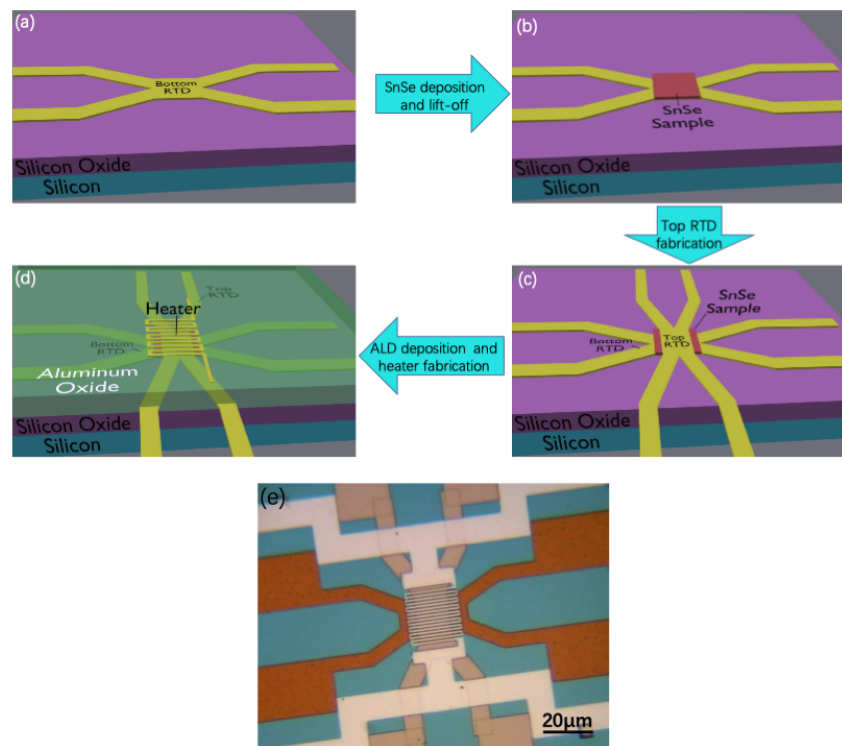 (a)
Bottom
RTD
Silicon Oxide
Silicon
SnSe deposition
and lift-off
(b)
SnSe
Sample
Silicon Oxide
Silicon
Top RTD
fabrication
(c)
SnSe
Sample
Top
RTD
Bottom
RTD
Silicon Oxide
Silicon
ALD deposition and
heater fabrication
(d)
Top
RTD
Heater
Bottom
RTD
Aluminum
Oxide
Silicon Oxide
Silicon
(e)
20μm